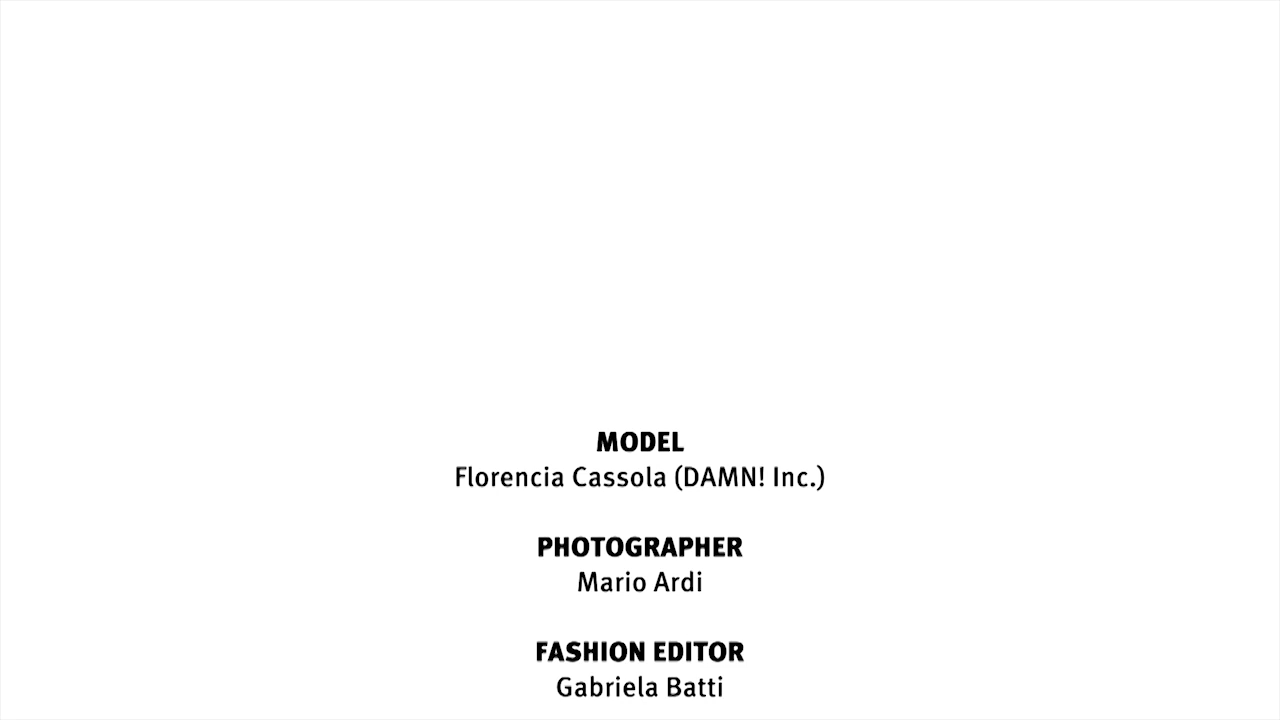 MODEL
Florencia Cassola (DAMN! Inc.)
PHOTOGRAPHER
Mario Ardi
FASHION EDITOR
Gabriela Batti